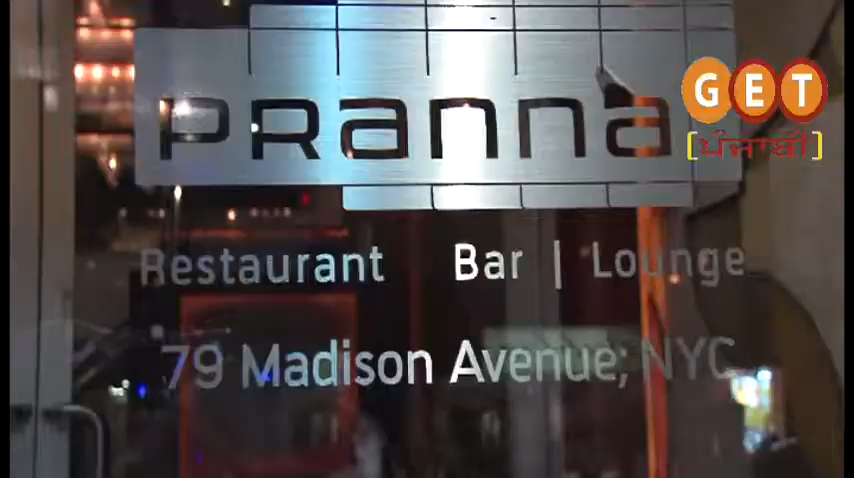 PRANNA
GET
[ਪੰਜਾਬੀ]
Restaurant Bar | Lounge
79 Madison Avenue; NYC